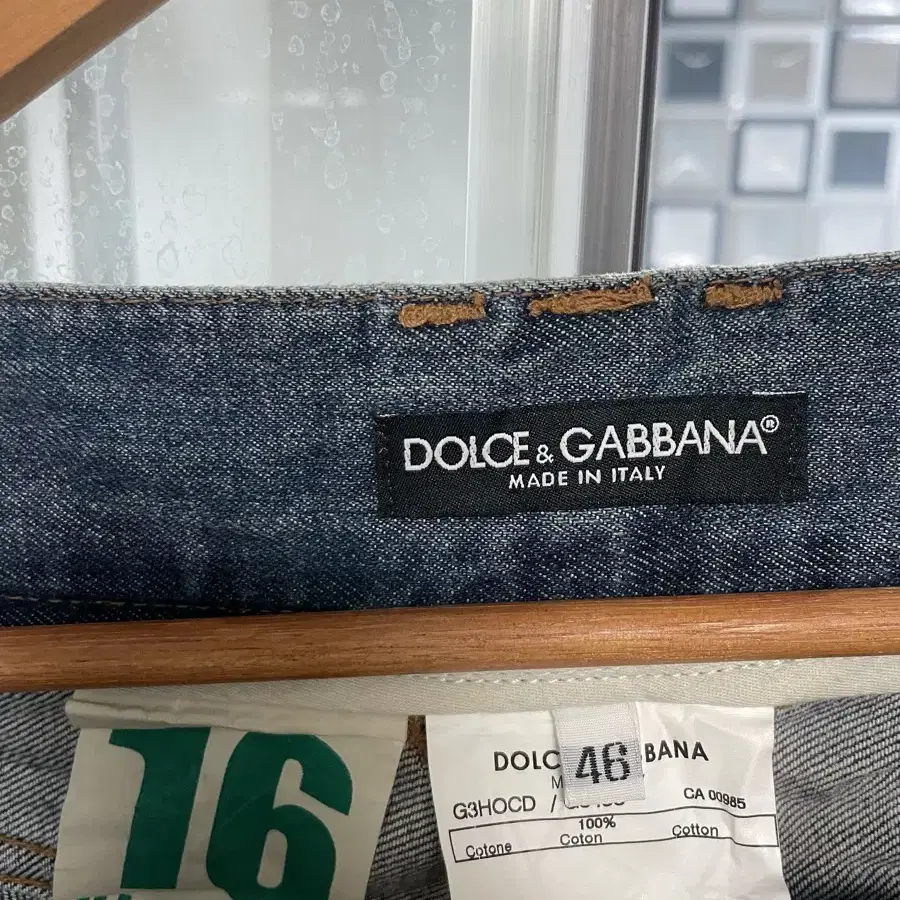 DOLCE & GABBANA®
MADE IN ITALY
16
46
G3HOCD /
CA 00985
100%
Cotone Coton Cotton